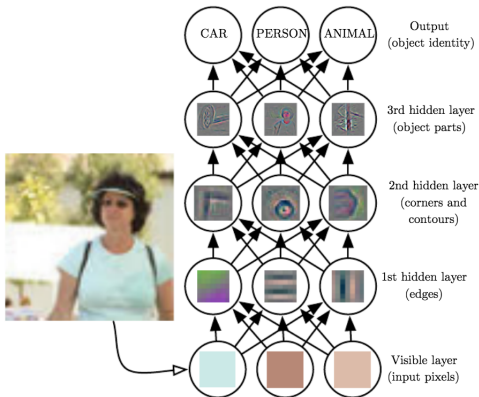 CAR PERSON ANIMAL
Output
(object identity)
3rd hidden layer
(object parts)
2nd hidden layer
(corners and
contours)
1st hidden layer
(edges)
Visible layer
(input pixels)